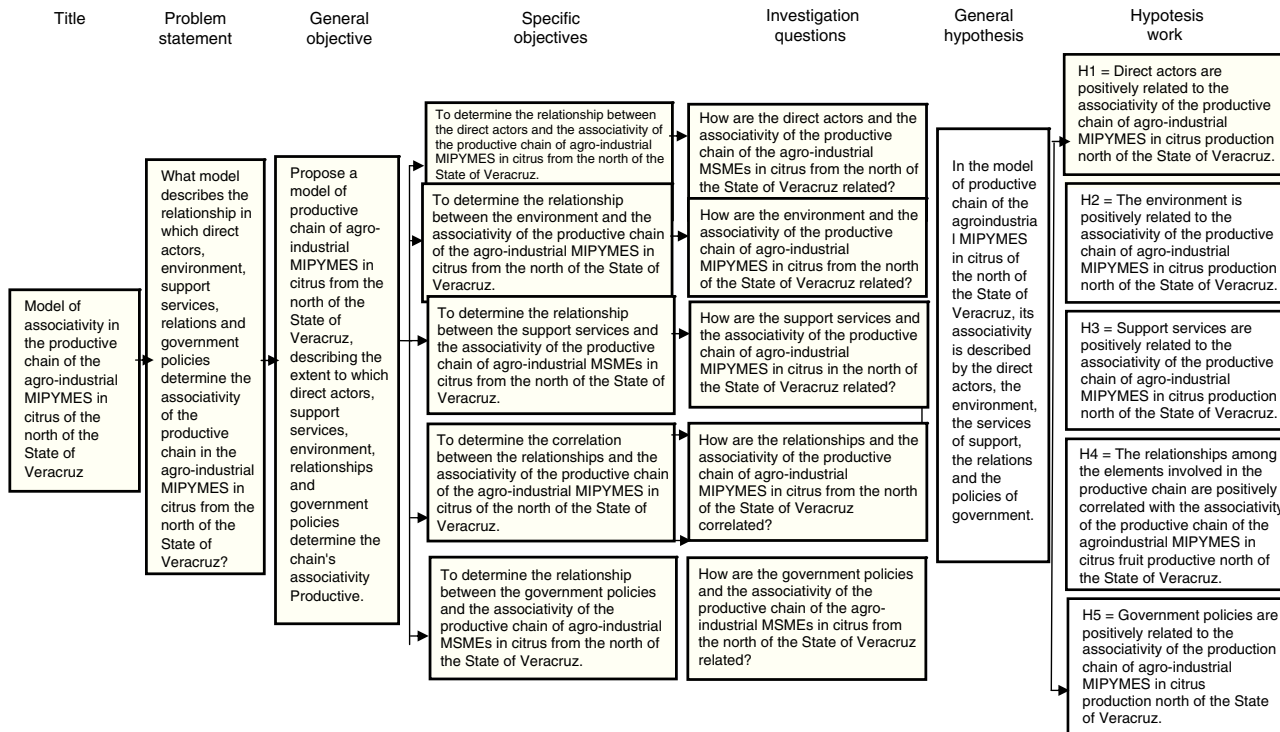 Title
Problem
statement
General
objective
Specific
objectives
Investigation
questions
General
hypothesis
Hypotesis
work
Model of
associativity in
the productive
chain of the
agro-industrial
MIPYMES in
citrus of the
north of the
State of
Veracruz
What model
describes the
relationship in
which direct
actors,
environment,
support
services,
relations and
government
policies
determine the
associativity
of the
productive
chain in the
agro-industrial
MIPYMES in
citrus from the
north of the
State of
Veracruz?
Propose a
model of
productive
chain of agro-
industrial
MIPYMES in
citrus from the
north of the
State of
Veracruz,
describing the
extent to which
direct actors,
support
services,
environment,
relationships
and
government
policies
determine the
chain's
associativity
Productive.
To determine the relationship between
the direct actors and the associativity of
the productive chain of agro-industrial
MIPYMES in citrus from the north of the
State of Veracruz.
To determine the relationship
between the environment and the
associativity of the productive chain
of the agro-industrial MIPYMES in
citrus from the north of the State of
Veracruz.
To determine the relationship
between the support services and
the associativity of the productive
chain of agro-industrial MSMEs in
citrus from the north of the State of
Veracruz.
To determine the correlation
between the relationships and the
associativity of the productive chain
of the agro-industrial MIPYMES in
citrus of the north of the State of
Veracruz.
To determine the relationship
between the government policies
and the associativity of the
productive chain of agro-industrial
MSMEs in citrus from the north of
the State of Veracruz.
How are the direct actors and the
associativity of the productive
chain of the agro-industrial
MSMEs in citrus from the north of
the State of Veracruz related?
How are the environment and the
associativity of the productive
chain of agro-industrial
MIPYMES in citrus from the north
of the State of Veracruz related?
How are the support services and
the associativity of the productive
chain of agro-industrial
MIPYMES in citrus in the north of
the State of Veracruz related?
How are the relationships and the
associativity of the productive
chain of agro-industrial
MIPYMES in citrus from the north
of the State of Veracruz
correlated?
How are the government policies
and the associativity of the
productive chain of the agro-
industrial MSMEs in citrus from
the north of the State of Veracruz
related?
In the model
of productive
chain of the
agroindustria
l MIPYMES
in citrus of
the north of
the State of
Veracruz, its
associativity
is described
by the direct
actors, the
environment,
the services
of support,
the relations
and the
policies of
government.
H1 = Direct actors are
positively related to the
associativity of the productive
chain of agro-industrial
MIPYMES in citrus production
north of the State of Veracruz.
H2 = The environment is
positively related to the
associativity of the productive
chain of agro-industrial
MIPYMES in citrus production
north of the State of Veracruz.
H3 = Support services are
positively related to the
associativity of the productive
chain of agro-industrial
MIPYMES in citrus production
north of the State of Veracruz.
H4 = The relationships among
the elements involved in the
productive chain are positively
correlated with the associativity
of the productive chain of the
agroindustrial MIPYMES in
citrus fruit productive north of
the State of Veracruz.
H5 = Government policies are
positively related to the
associativity of the production
chain of agro-industrial
MIPYMES in citrus
production north of the State
of Veracruz.